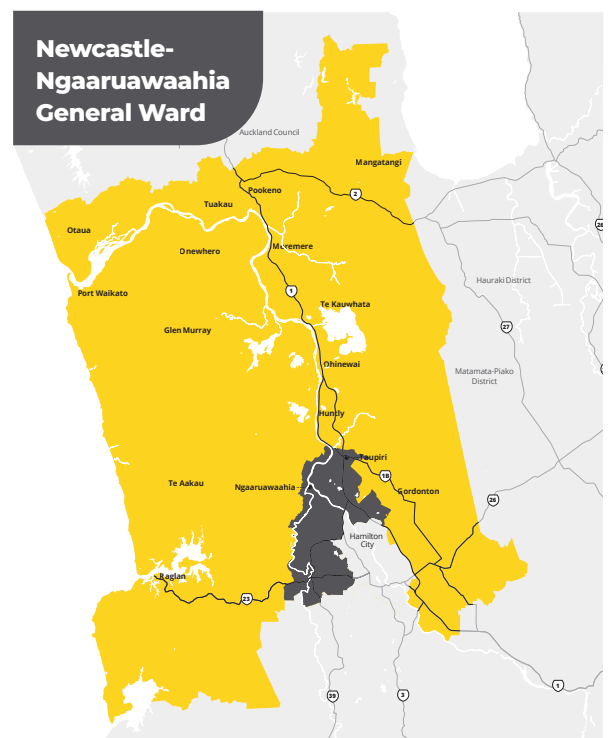 Newcastle-
Ngaaruawaahia
General Ward
Auckland Council
Mangatangi
Pookeno
2
Tuakau
26
Otaua
Onewhero
Meremere
Hauraki District
Port Waikato
1
Te Kauwhata
Glen Murray
27
Ohinewai
Matamata-Piako
District
Huntly
Taupiri
1B
Te Aakau
Ngaaruawaahia
Gordonton
26
Hamilton
City
Raglan
23
1
39
3